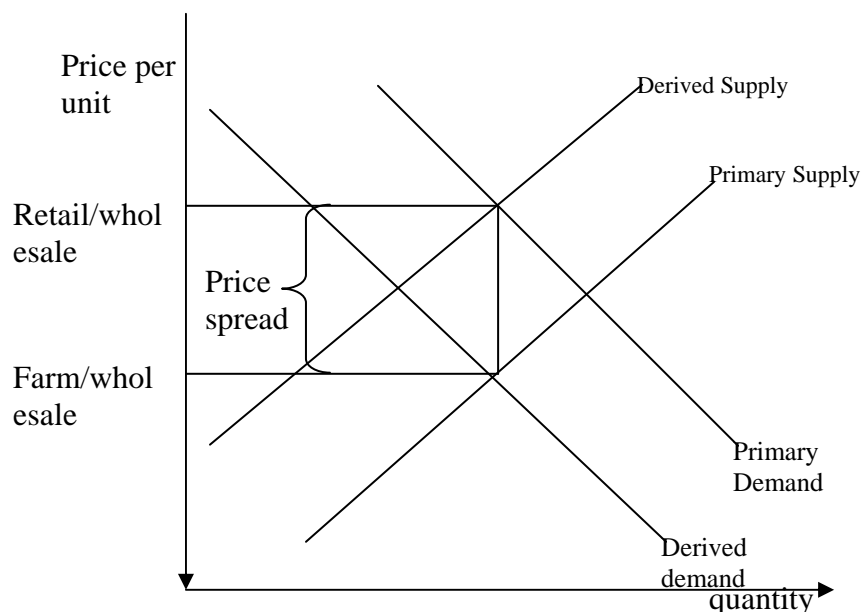 Price per
unit
Derived Supply
Primary Supply
Retail/whol
esale
Price
spread
Farm/whol
esale
Primary
Demand
Derived
demand
quantity